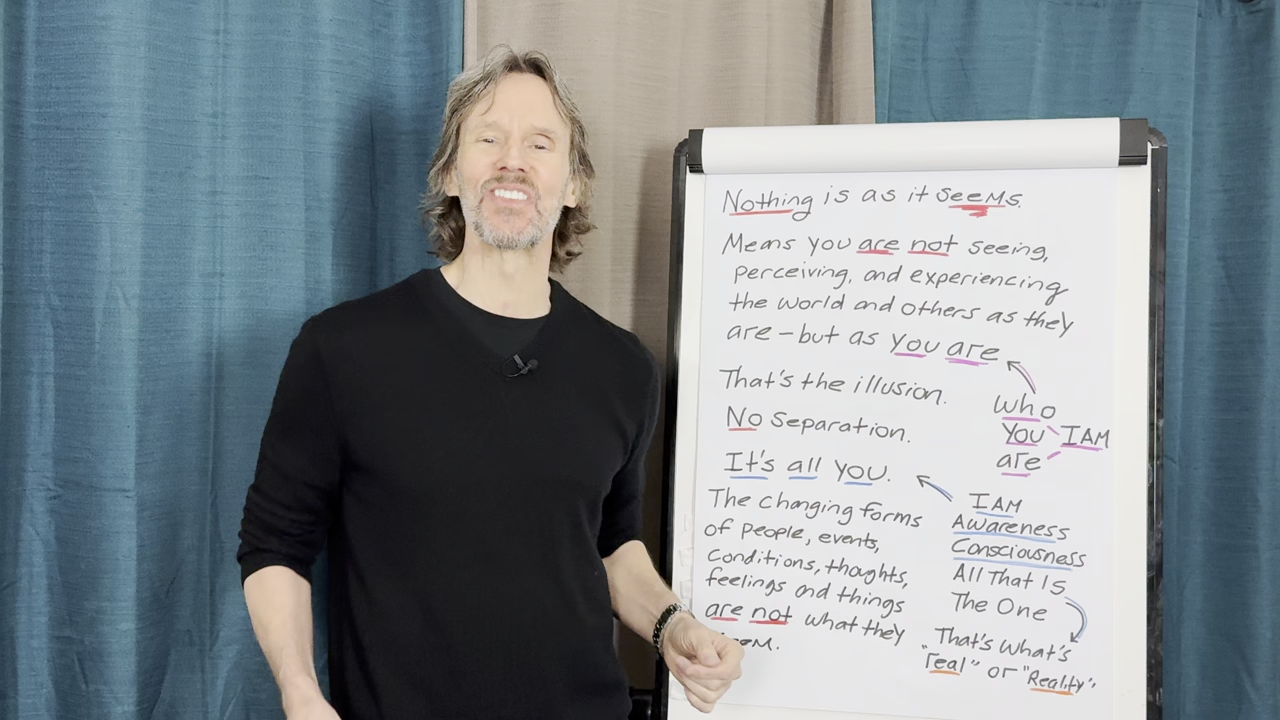 Nothing is as it seems.
Means you are not seeing,
perceiving, and experiencing
the world and others as they
are – but as you are
That's the illusion.
No separation.
It's all you.
The changing forms
of people, events,
conditions, thoughts,
feelings and things
are not what they
who
you
are
IAM
IAM
Awareness
Consciousness
All That Is
The One
That's what's
"real" or "Reality".